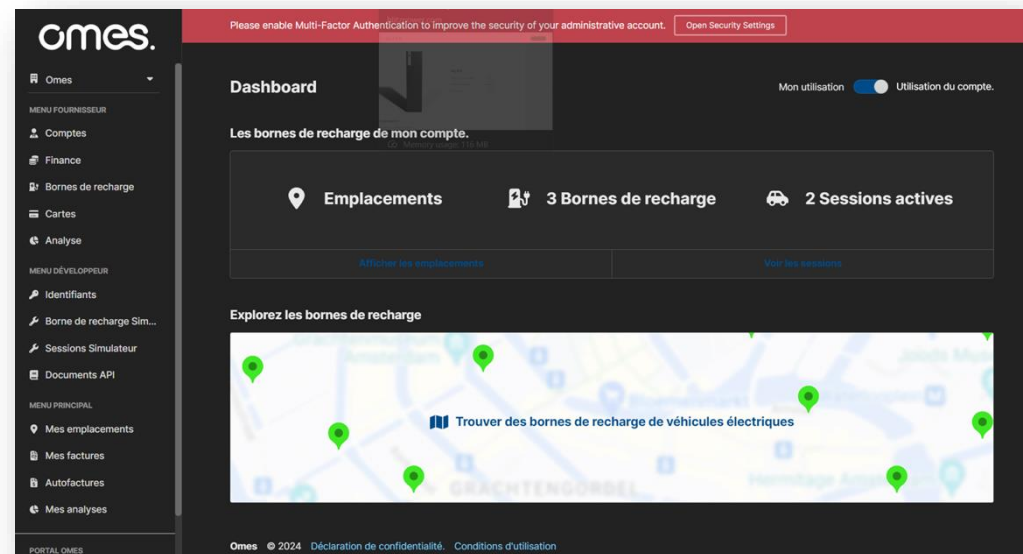 omes.
Please enable Multi-Factor Authentication to improve the security of your administrative account.
Open Security Settings
Omes
MENU FOURNISSEUR
Comptes
Finance
Bornes de recharge
Cartes
Analyse
MENU DÉVELOPPEUR
Identifiants
Borne de recharge Sim...
Sessions Simulateur
Documents API
MENU PRINCIPAL
Mes emplacements
Mes factures
Autofactures
Mes analyses
PORTAL OMES
Dashboard
Mon utilisation
Utilisation du compte.
Les bornes de recharge de mon compte.
Memory usage: 116 MB
Emplacements
3 Bornes de recharge
2 Sessions actives
Afficher les emplacements
Voir les sessions
Explorez les bornes de recharge
Amsterdam
Trouver des bornes de recharge de véhicules électriques
GRACHTENGORDEL
Omes © 2024 Déclaration de confidentialité. Conditions d'utilisation